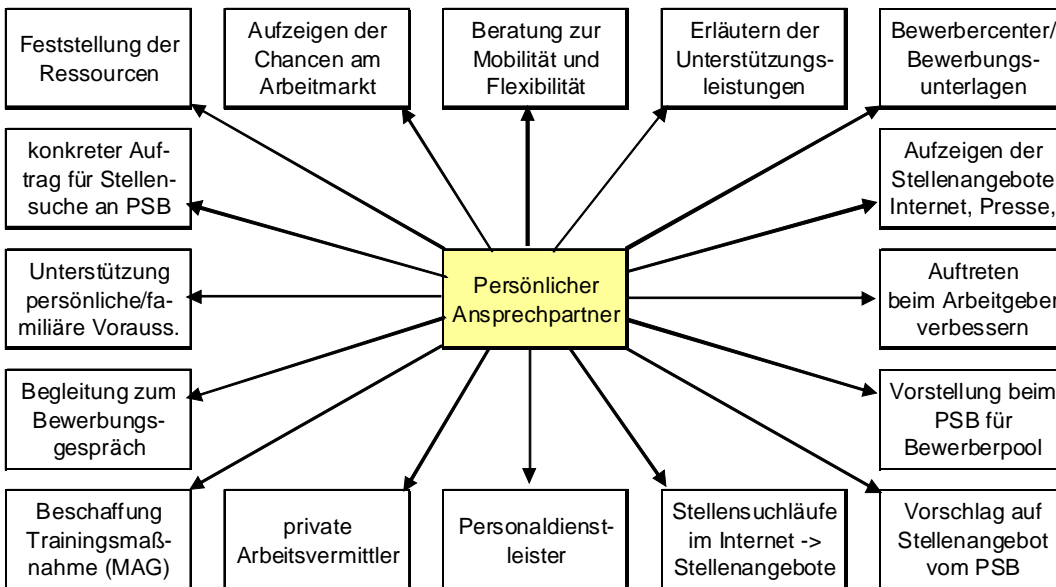 Feststellung der
Ressourcen
Aufzeigen der
Chancen am
Arbeitmarkt
Beratung zur
Mobilität und
Flexibilität
Erläutern der
Unterstützungs-
leistungen
Bewerbercenter/
Bewerbungs-
unterlagen
konkreter Auf-
trag für Stellen-
suche an PSB
Aufzeigen der
Stellenangebote
Internet, Presse,
Unterstützung
persönliche/fa-
miliäre Vorauss.
Persönlicher
Ansprechpartner
Auftreten
beim Arbeitgeber
verbessern
Begleitung zum
Bewerbungs-
gespräch
Vorstellung beim
PSB für
Bewerberpool
Beschaffung
Trainingsmaß-
nahme (MAG)
private
Arbeitsvermittler
Personaldienst-
leister
Stellensuchläufe
im Internet ->
Stellenangebote
Vorschlag auf
Stellenangebot
vom PSB